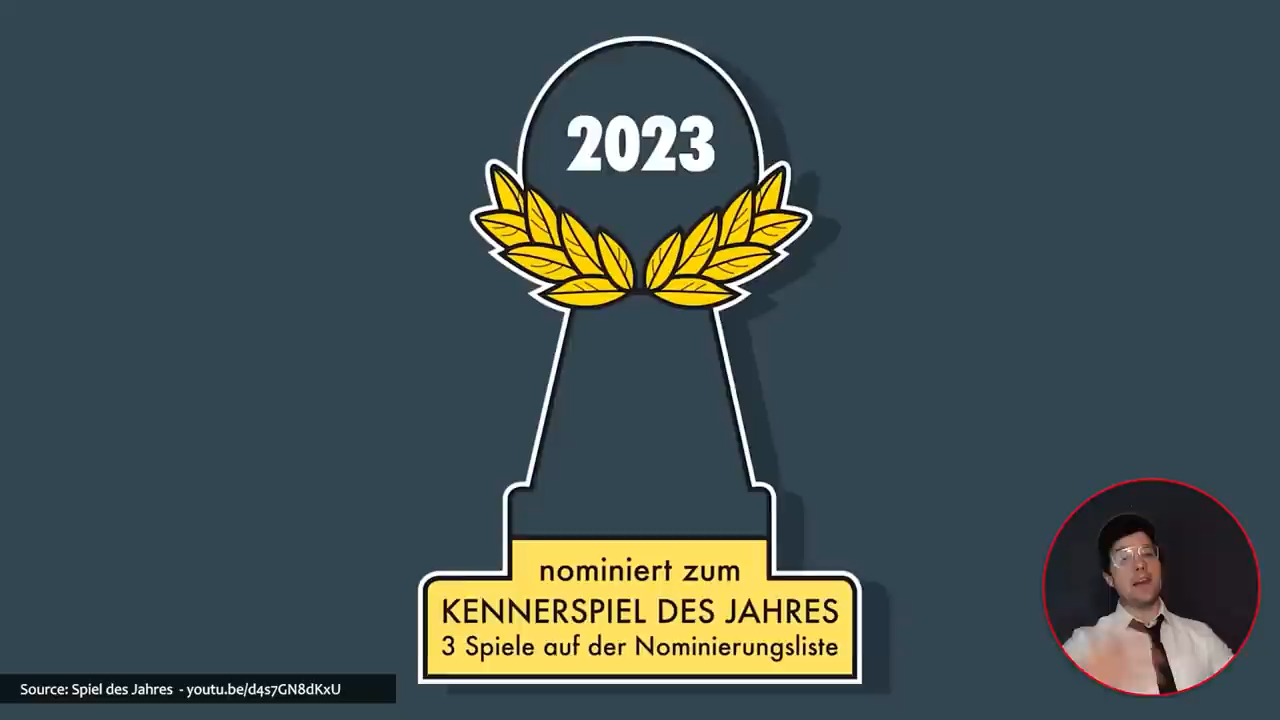 2023
nominiert zum
KENNERSPIEL DES JAHRES
3 Spiele auf der Nominierungsliste
Source: Spiel des Jahres - youtu.be/d4s7GN8dKxU